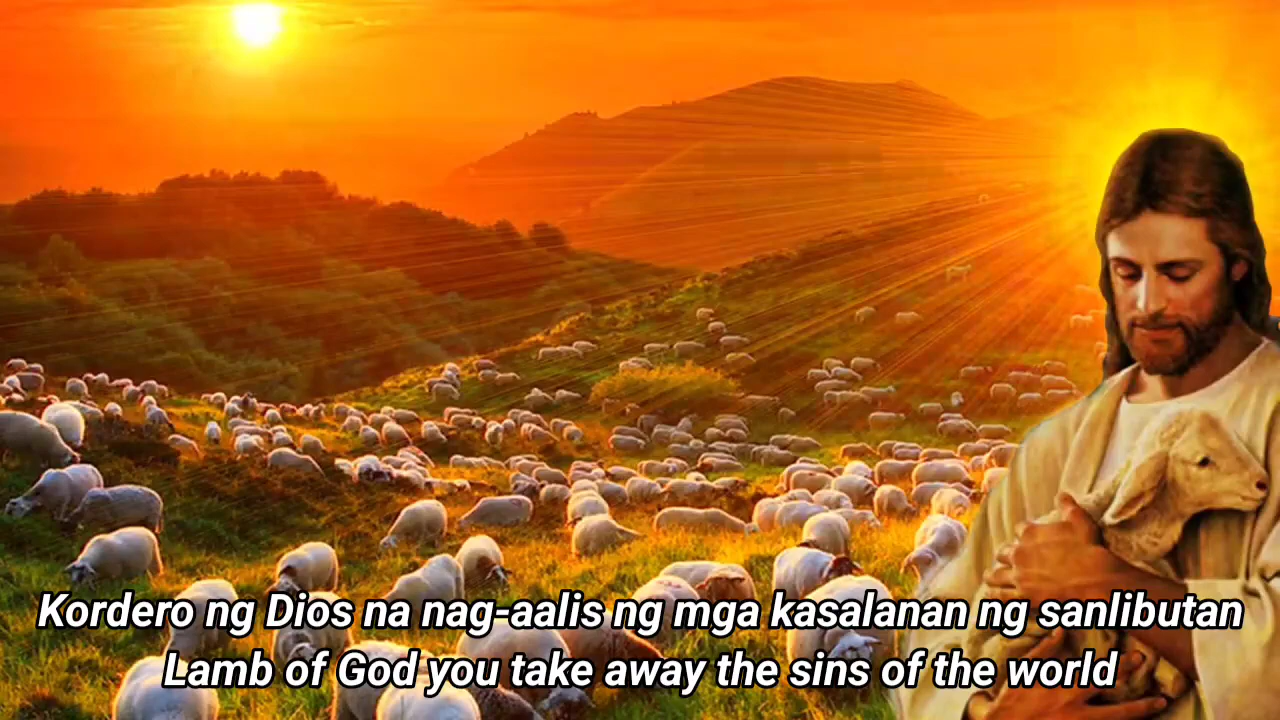 Kordero ng Dios na nag-aalis ng mga kasalanan ng sanlibutan
Lamb of God you take away the sins of the world